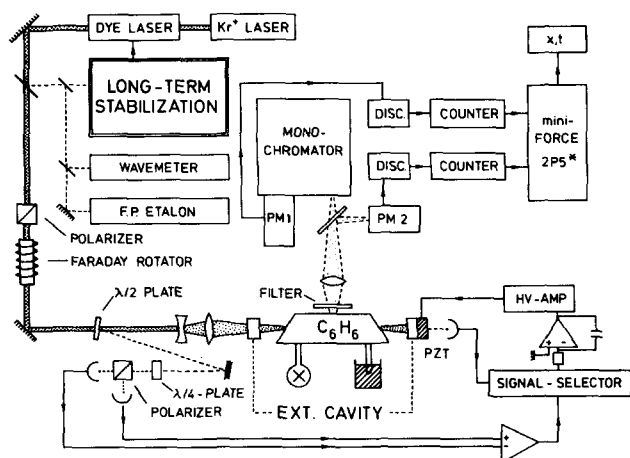 DYE LASER
Kr⁺ LASER
x,t
LONG-TERM
STABILIZATION
MONO-
CHROMATOR
DISC.
COUNTER
mini-
FORCE
2P5*
DISC.
COUNTER
WAVEMETER
F.P. ETALON
PM1
PM 2
POLARIZER
FARADAY ROTATOR
λ/2 PLATE
FILTER
C₆H₆
HV-AMP
PZT
SIGNAL-SELECTOR
λ/4-PLATE
POLARIZER
EXT. CAVITY
+
-
+
-